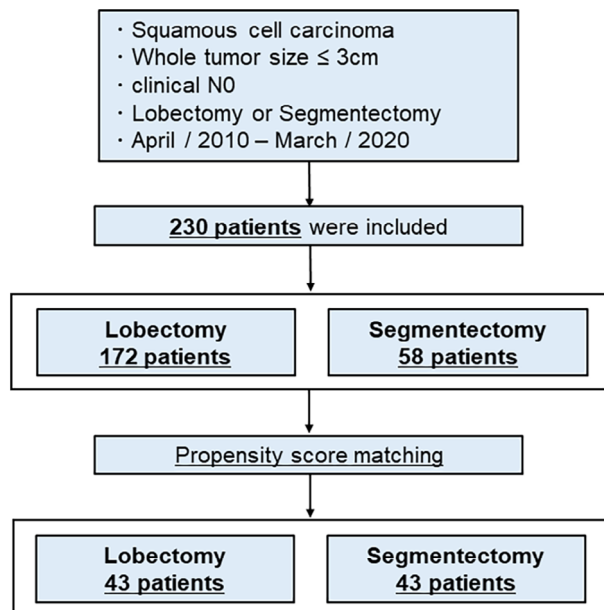 ・Squamous cell carcinoma
・Whole tumor size ≤ 3cm
・clinical N0
・Lobectomy or Segmentectomy
・April / 2010 – March / 2020
230 patients were included
Lobectomy
172 patients
Segmentectomy
58 patients
Propensity score matching
Lobectomy
43 patients
Segmentectomy
43 patients